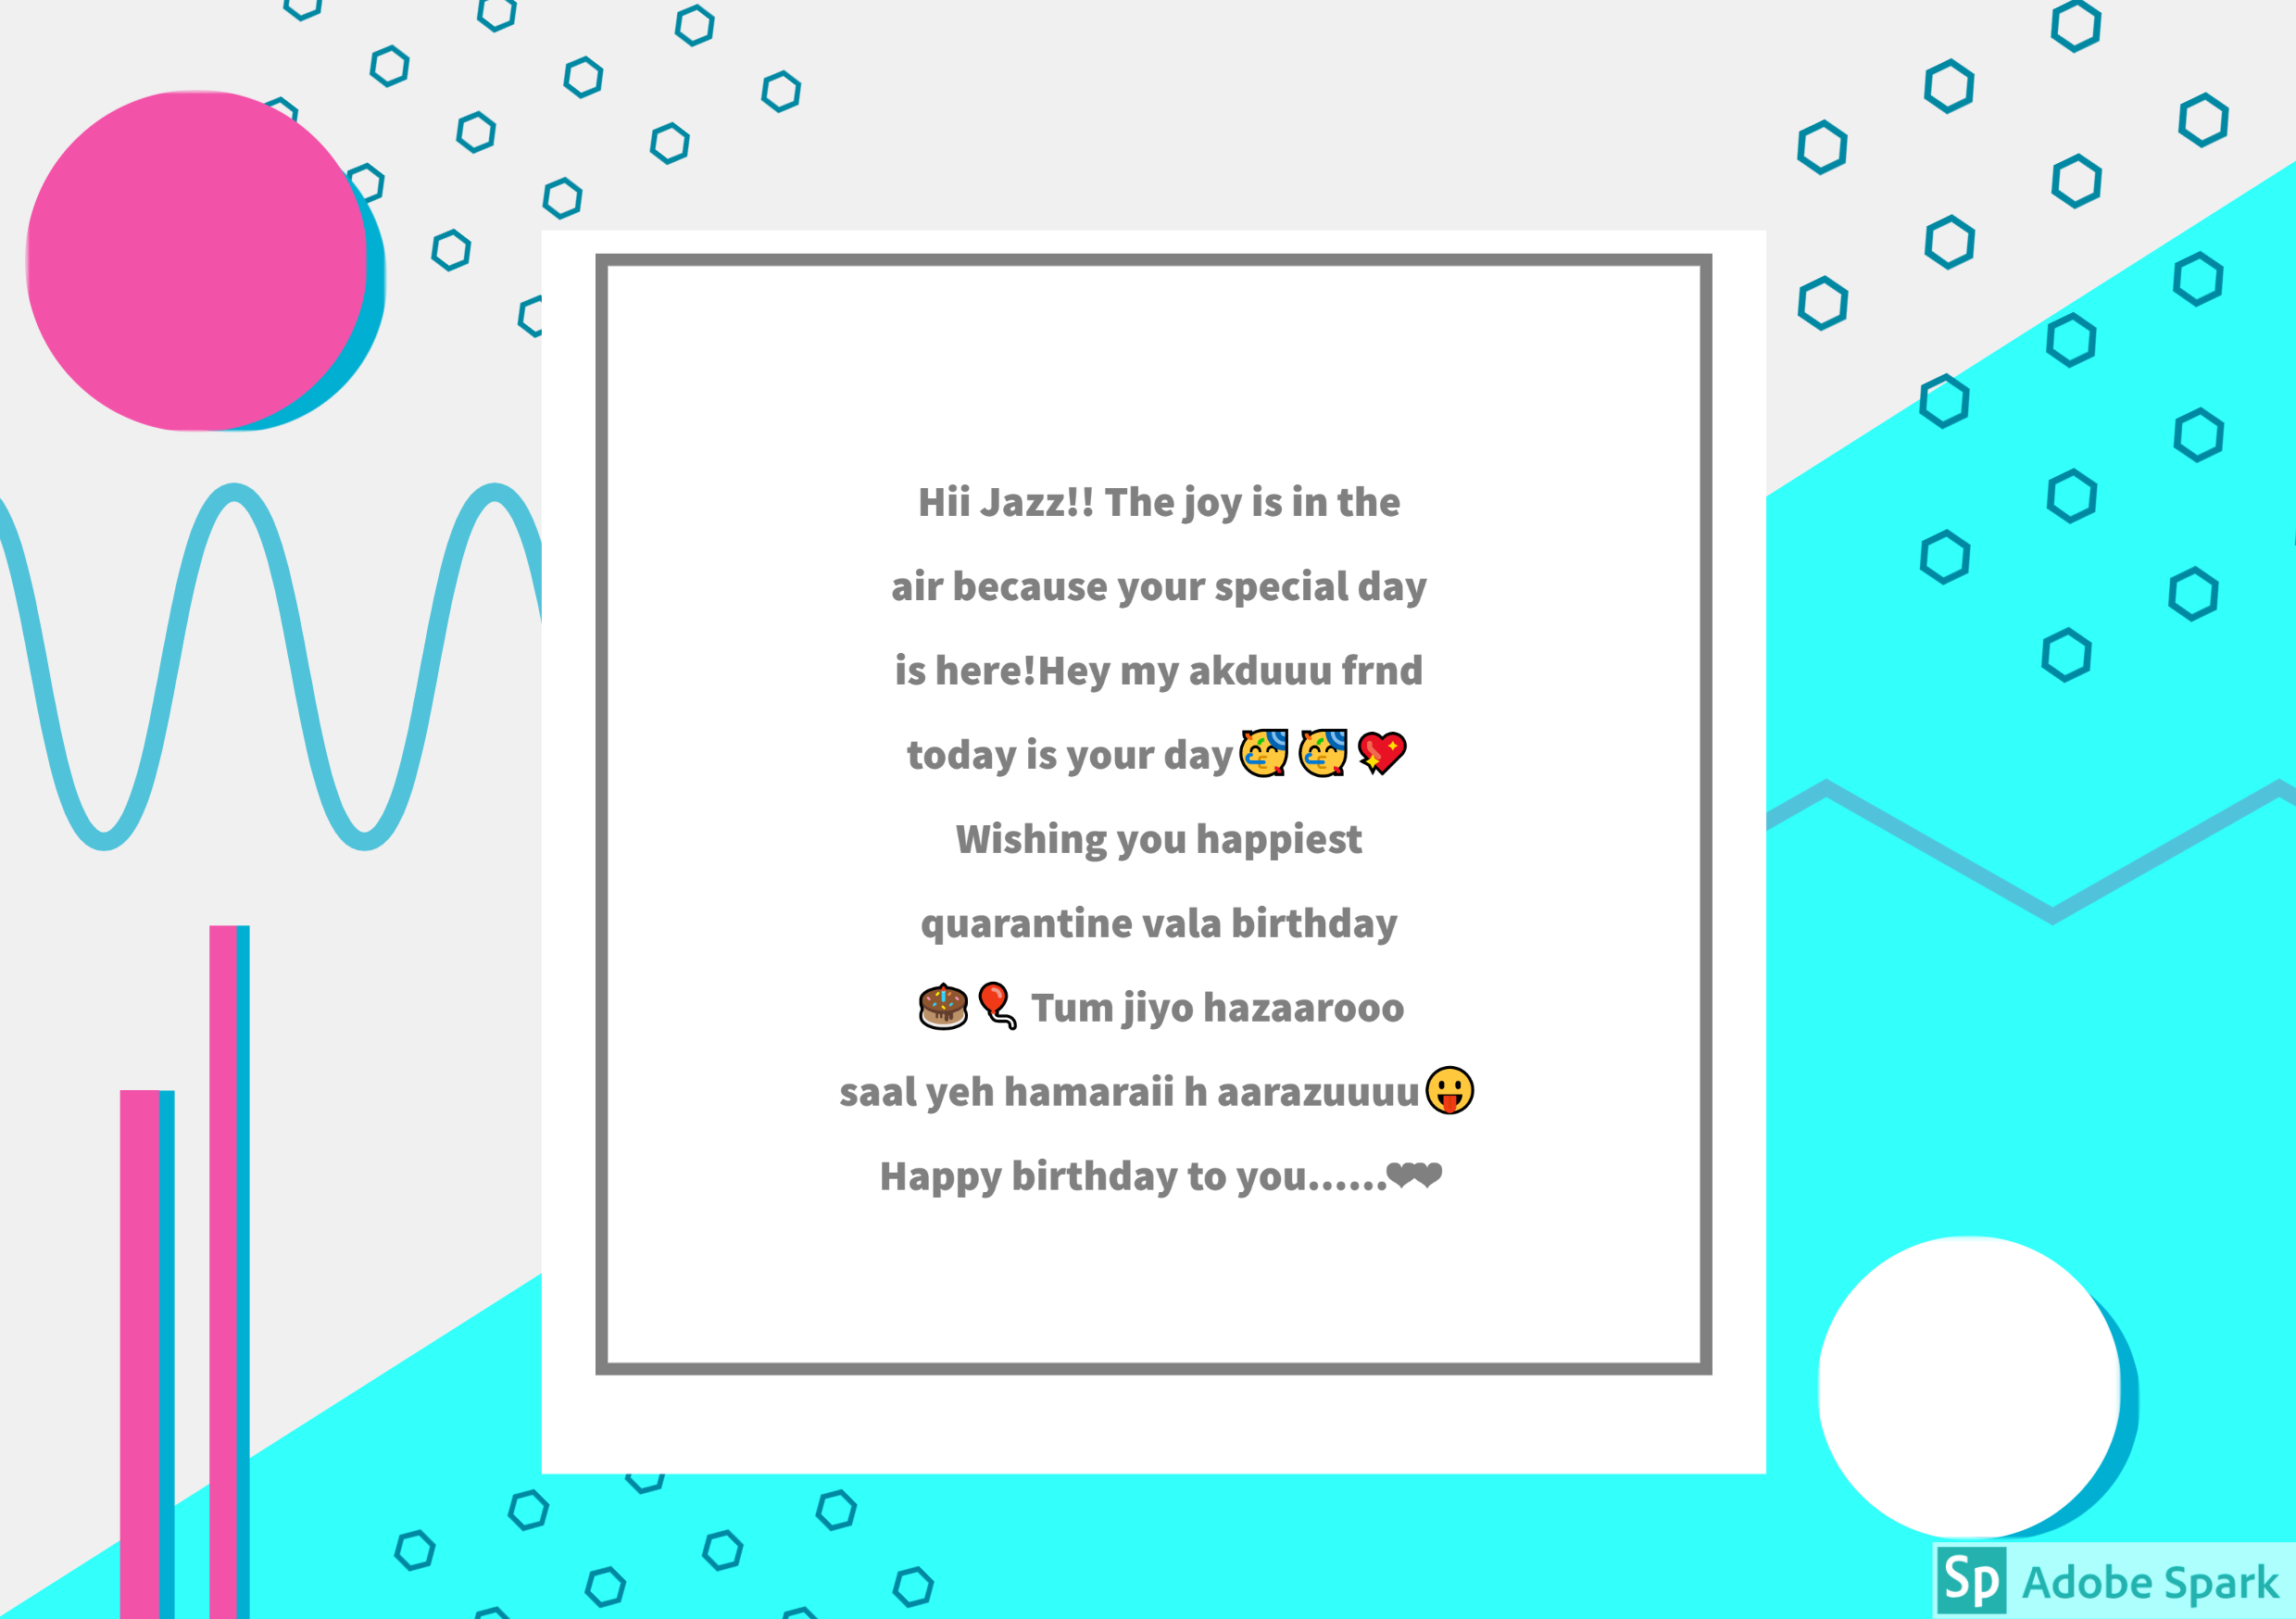 Hii Jazz!! The joy is in the
air because your special day
is here!Hey my akduuu frnd
today is your day🥳🥳💖
Wishing you happiest
quarantine vala birthday
🎂🎈 Tum jiyo hazaarooo
saal yeh hamaraii h aarazuuuu😛
Happy birthday to you......❤❤
Sp Adobe Spark